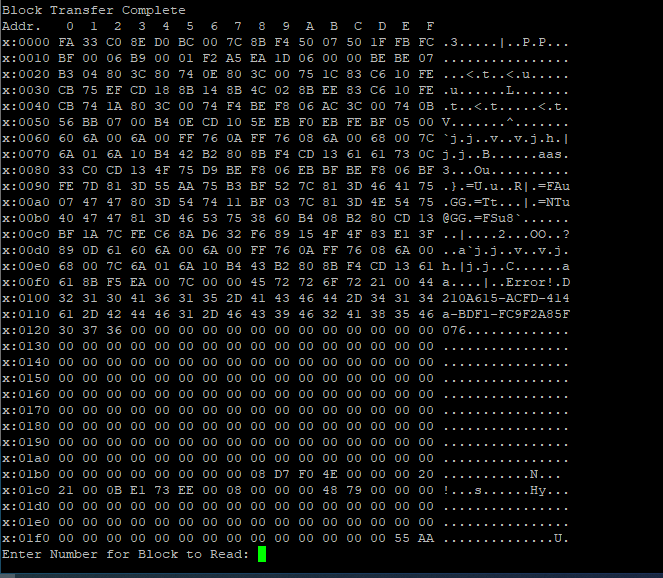 Block Transfer Complete
Addr.   0  1  2  3  4  5  6  7  8  9  A  B  C  D  E  F
x:0000 FA 33 C0 8E D0 BC 00 7C 8B F4 50 07 50 1F FB FC .3.....|..P.P...
x:0010 BF 00 06 B9 00 01 F2 A5 EA 1D 06 00 00 BE BE 07 ................
x:0020 B3 04 80 3C 80 74 0E 80 3C 00 75 1C 83 C6 10 FE ...<.t..<.u.....
x:0030 CB 75 EF CD 18 8B 14 8B 4C 02 8B EE 83 C6 10 FE .u......L.......
x:0040 CB 74 1A 80 3C 00 74 F4 BE F8 06 AC 3C 00 74 0B .t..<.t.....<.t.
x:0050 56 BB 07 00 B4 0E CD 10 5E EB F0 EB FE BF 05 00 V.......^.......
x:0060 60 6A 00 6A 00 FF 76 0A FF 76 08 6A 00 68 00 7C `j.j..v..v.j.h.|
x:0070 6A 01 6A 10 B4 42 B2 80 8B F4 CD 13 61 61 73 0C j.j..B......aas.
x:0080 33 C0 CD 13 4F 75 D9 BE F8 06 EB BF BE F8 06 BF 3...Ou..........
x:0090 FE 7D 81 3D 55 AA 75 B3 BF 52 7C 81 3D 46 41 75 .}.=U.u..R|.=FAu
x:00a0 07 47 47 80 3D 54 74 11 BF 03 7C 81 3D 4E 54 75 .GG.=Tt...|.=NTu
x:00b0 40 47 47 81 3D 46 53 75 38 60 B4 08 B2 80 CD 13 @GG.=FSu8`......
x:00c0 BF 1A 7C FE C6 8A D6 32 F6 89 15 4F 4F 83 E1 3F ..|....2...OO..?
x:00d0 89 0D 61 60 6A 00 6A 00 FF 76 0A FF 76 08 6A 00 ..a`j.j..v..v.j.
x:00e0 68 00 7C 6A 01 6A 10 B4 43 B2 80 8B F4 CD 13 61 h.|j.j..C......a
x:00f0 61 8B F5 EA 00 7C 00 00 45 72 72 6F 72 21 00 44 a....|..Error!.D
x:0100 32 31 30 41 36 31 35 2D 41 43 46 44 2D 34 31 34 210A615-ACFD-414
x:0110 61 2D 42 44 46 31 2D 46 43 39 46 32 41 38 35 46 a-BDF1-FC9F2A85F
x:0120 30 37 36 00 00 00 00 00 00 00 00 00 00 00 00 00 076.............
x:0130 00 00 00 00 00 00 00 00 00 00 00 00 00 00 00 00 ................
x:0140 00 00 00 00 00 00 00 00 00 00 00 00 00 00 00 00 ................
x:0150 00 00 00 00 00 00 00 00 00 00 00 00 00 00 00 00 ................
x:0160 00 00 00 00 00 00 00 00 00 00 00 00 00 00 00 00 ................
x:0170 00 00 00 00 00 00 00 00 00 00 00 00 00 00 00 00 ................
x:0180 00 00 00 00 00 00 00 00 00 00 00 00 00 00 00 00 ................
x:0190 00 00 00 00 00 00 00 00 00 00 00 00 00 00 00 00 ................
x:01a0 00 00 00 00 00 00 00 00 00 00 00 00 00 00 00 00 ................
x:01b0 00 00 00 00 00 00 00 00 08 D7 F0 4E 00 00 00 20 ...........N...
x:01c0 21 00 0B E1 73 EE 00 08 00 00 00 48 79 00 00 00 !...s......Hy...
x:01d0 00 00 00 00 00 00 00 00 00 00 00 00 00 00 00 00 ................
x:01e0 00 00 00 00 00 00 00 00 00 00 00 00 00 00 00 00 ................
x:01f0 00 00 00 00 00 00 00 00 00 00 00 00 00 00 55 AA ..............U.
Enter Number for Block to Read: